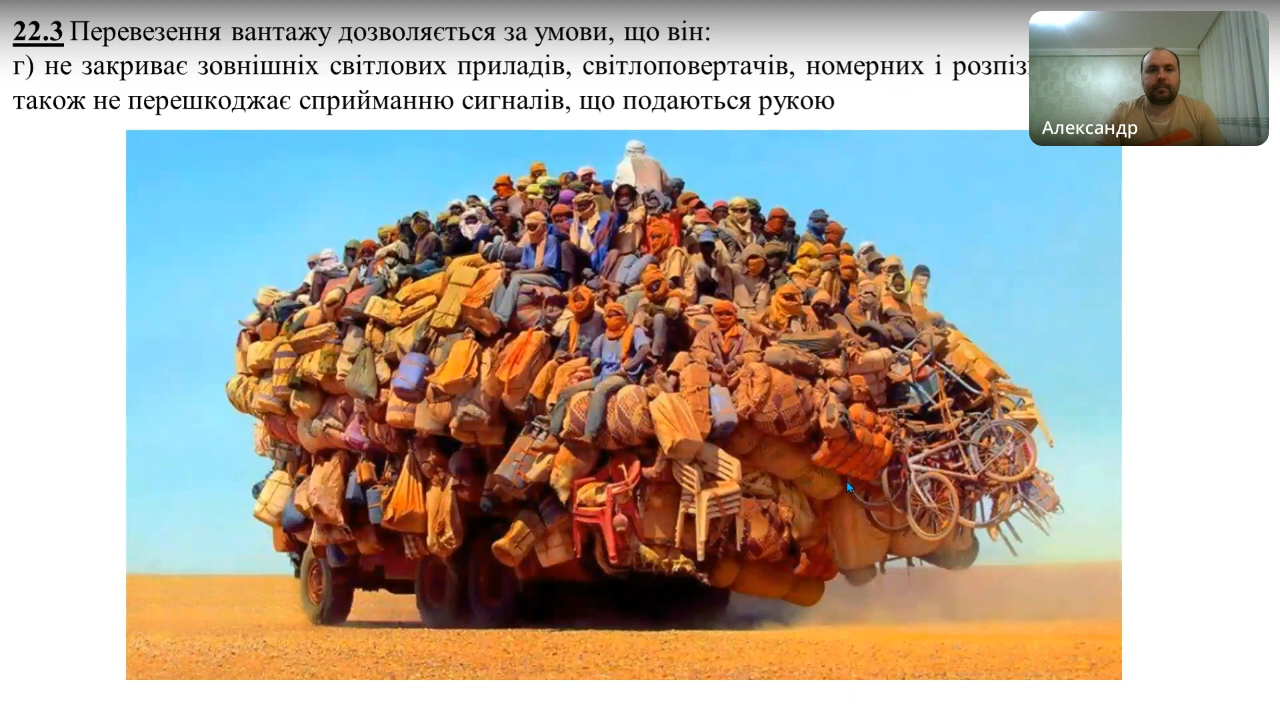 22.3 Перевезення вантажу дозволяється за умови, що він:
г) не закриває зовнішніх світлових приладів, світлоповертачів, номерних і
також не перешкоджає сприйманню сигналів, що подаються рукою
Александр